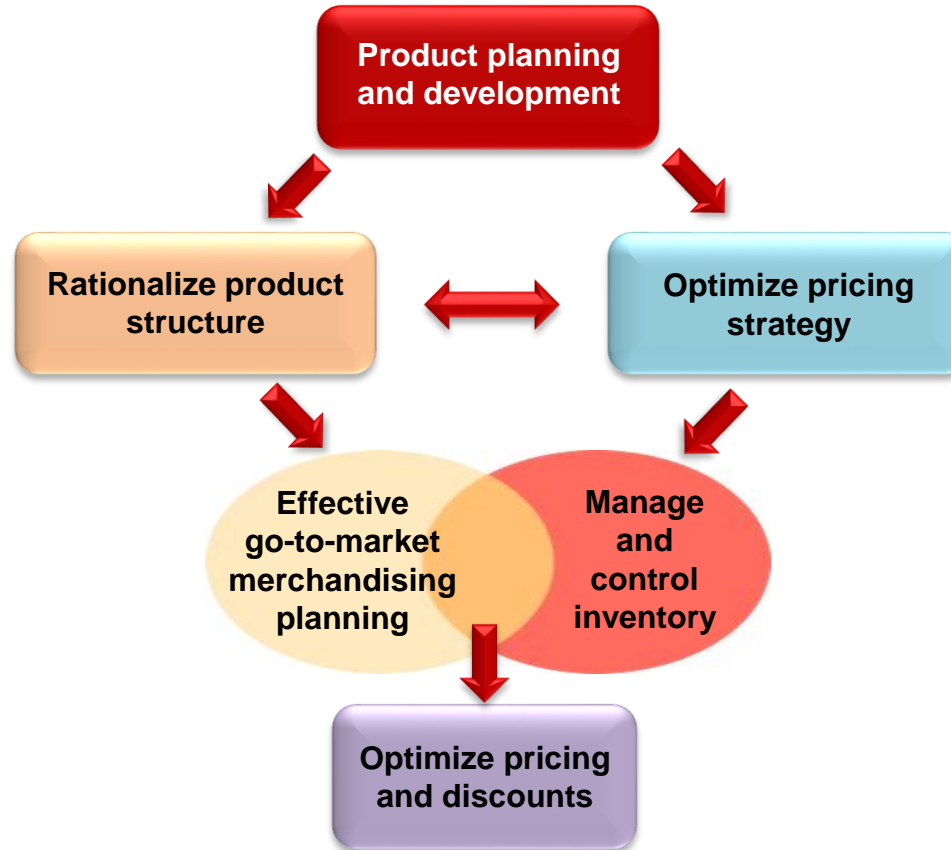 Product planning
and development
Rationalize product
structure
Optimize pricing
strategy
Effective
go-to-market
merchandising
planning
Manage
and
control
inventory
Optimize pricing
and discounts